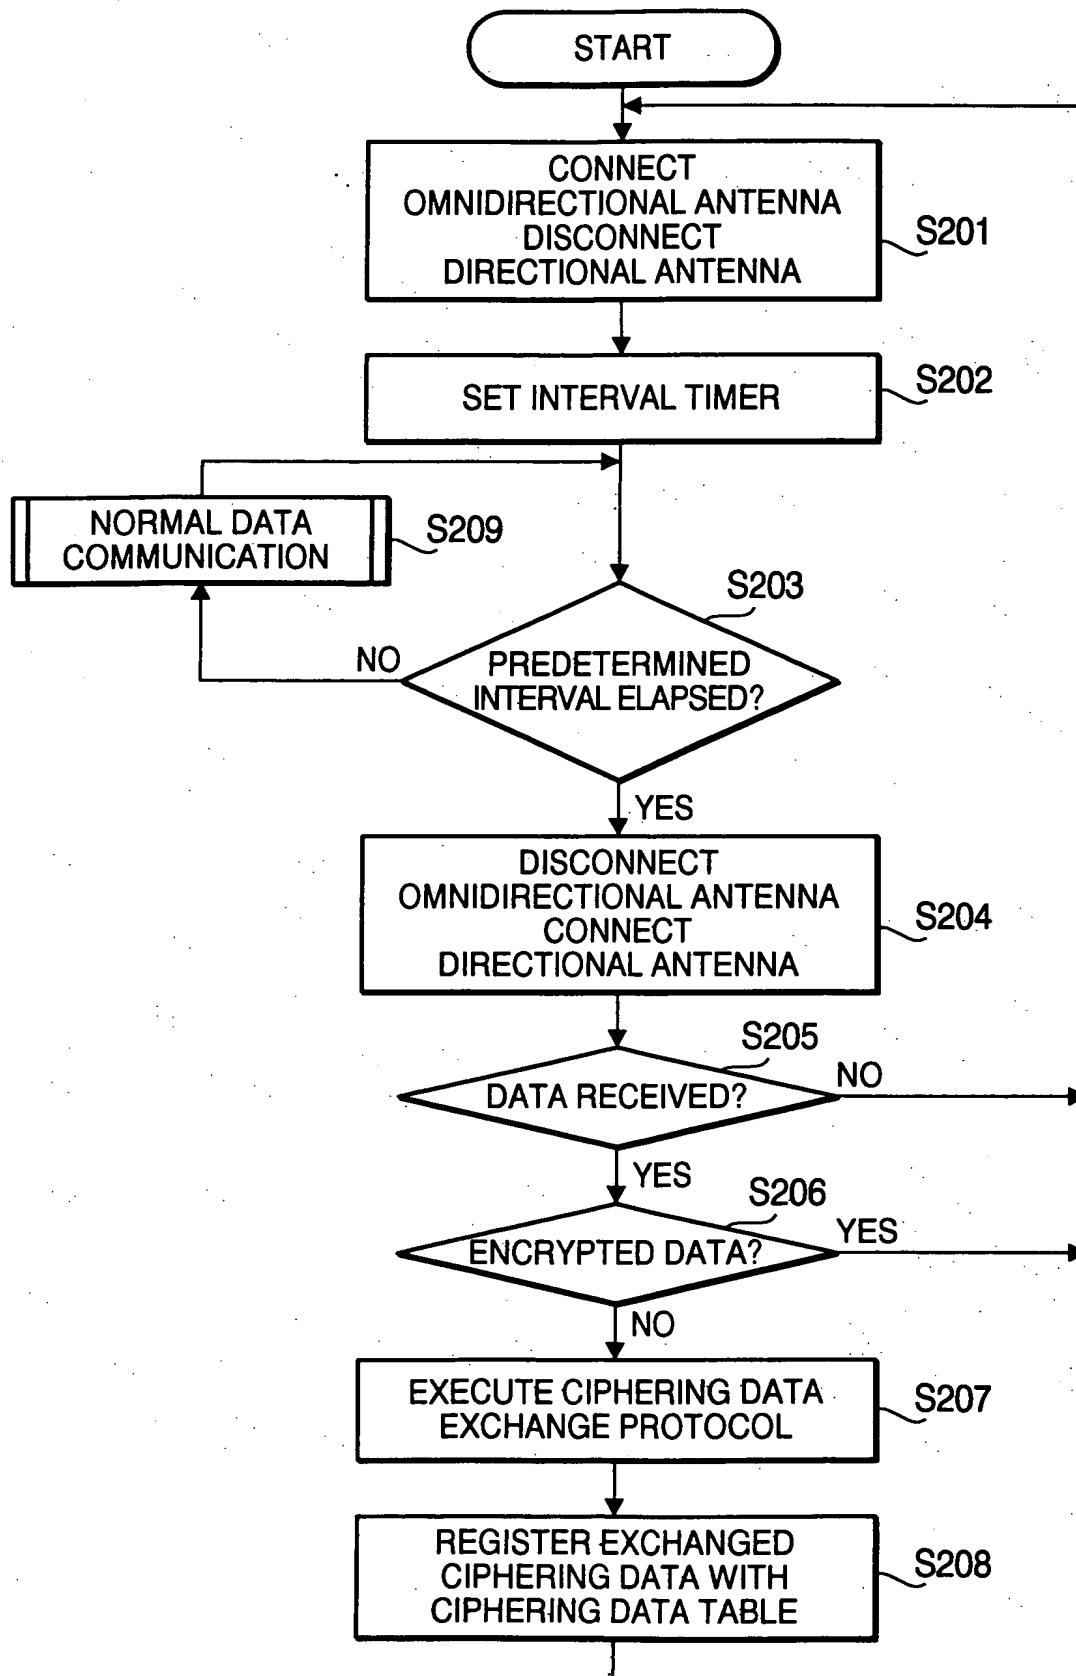 START
CONNECT
OMNIDIRECTIONAL ANTENNA
DISCONNECT
DIRECTIONAL ANTENNA
S201
SET INTERVAL TIMER
S202
NORMAL DATA
COMMUNICATION
S209
S203
PREDETERMINED
INTERVAL ELAPSED?
NO
YES
DISCONNECT
OMNIDIRECTIONAL ANTENNA
CONNECT
DIRECTIONAL ANTENNA
S204
S205
DATA RECEIVED?
NO
YES
S206
ENCRYPTED DATA?
YES
NO
EXECUTE CIPHERING DATA
EXCHANGE PROTOCOL
S207
REGISTER EXCHANGED
CIPHERING DATA WITH
CIPHERING DATA TABLE
S208